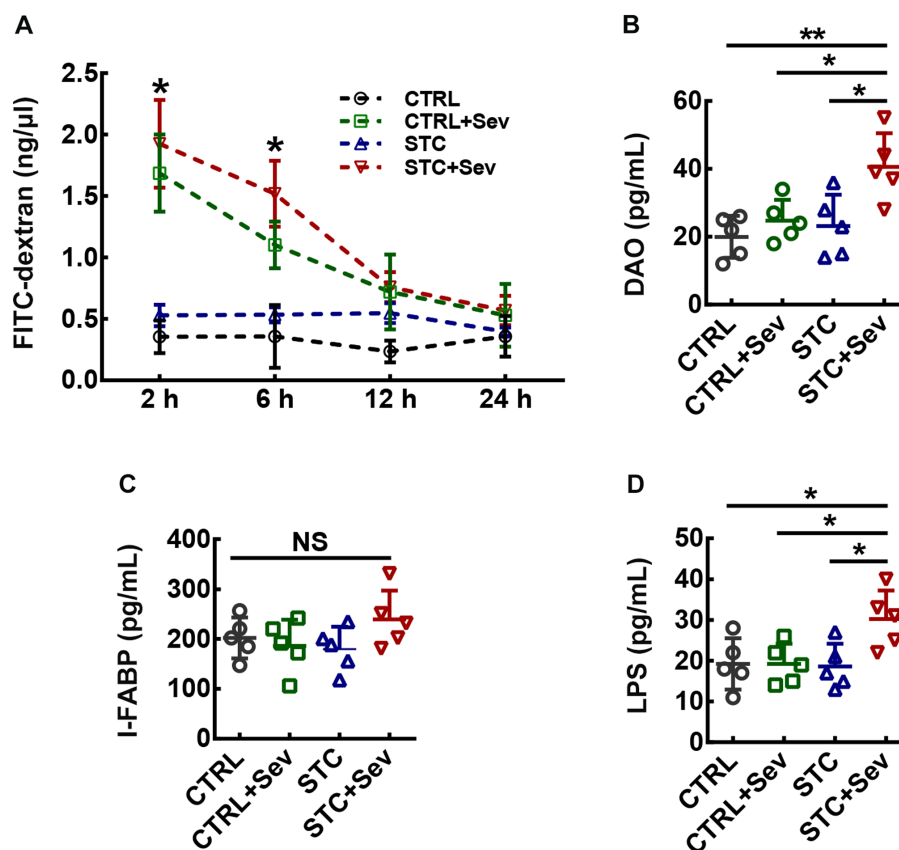 A
FITC-dextran (ng/µl)
2.5
2.0
1.5
1.0
0.5
0.0
*
*
CTRL
CTRL+Sev
STC
STC+Sev
2 h
6 h
12 h
24 h
B
**
*
*
DAO (pg/mL)
60
40
20
0
CTRL
CTRL+Sev
STC
STC+Sev
C
NS
I-FABP (pg/mL)
400
300
200
100
0
CTRL
CTRL+Sev
STC
STC+Sev
D
*
*
*
LPS (pg/mL)
50
40
30
20
10
0
CTRL
CTRL+Sev
STC
STC+Sev